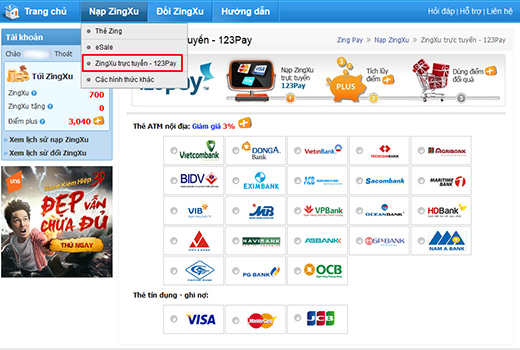 Trang chủ
Nạp ZingXu
Đổi ZingXu
Hướng dẫn
Hỏi đáp | Hỗ trợ | Liên hệ
Thẻ Zing
eSale
ZingXu trực tuyến - 123Pay
Các hình thức khác
Tài khoản
Chào
Thoát
Túi ZingXu
ZingXu 700
ZingXu tặng 0
Điểm plus 3,040
» Xem lịch sử nạp ZingXu
» Xem lịch sử đổi ZingXu
tuyến - 123Pay
Zing Pay » Nạp ZingXu » ZingXu trực tuyến - 123Pay
123pay
Nạp ZingXu
123Pay
1
Tích lũy
điểm
PLUS
2
Dùng điểm
đổi quà
3
ĐẸP VẪN
CHƯA ĐỦ
THỬ NGAY
Thẻ ATM nội địa: Giảm giá 3%
Vietcombank
DONGA Bank
VietinBank
TECHCOMBANK
AGRIBANK
BIDV
EXIMBANK
Sacombank
MARITIME BANK
VIB
MB
VPBank
OCEANBANK
HDBank
VIET A BANK
NAVIBANK
ABBANK
NAM A BANK
PG BANK
OCB
Thẻ tín dụng - ghi nợ:
VISA
MasterCard
JCB